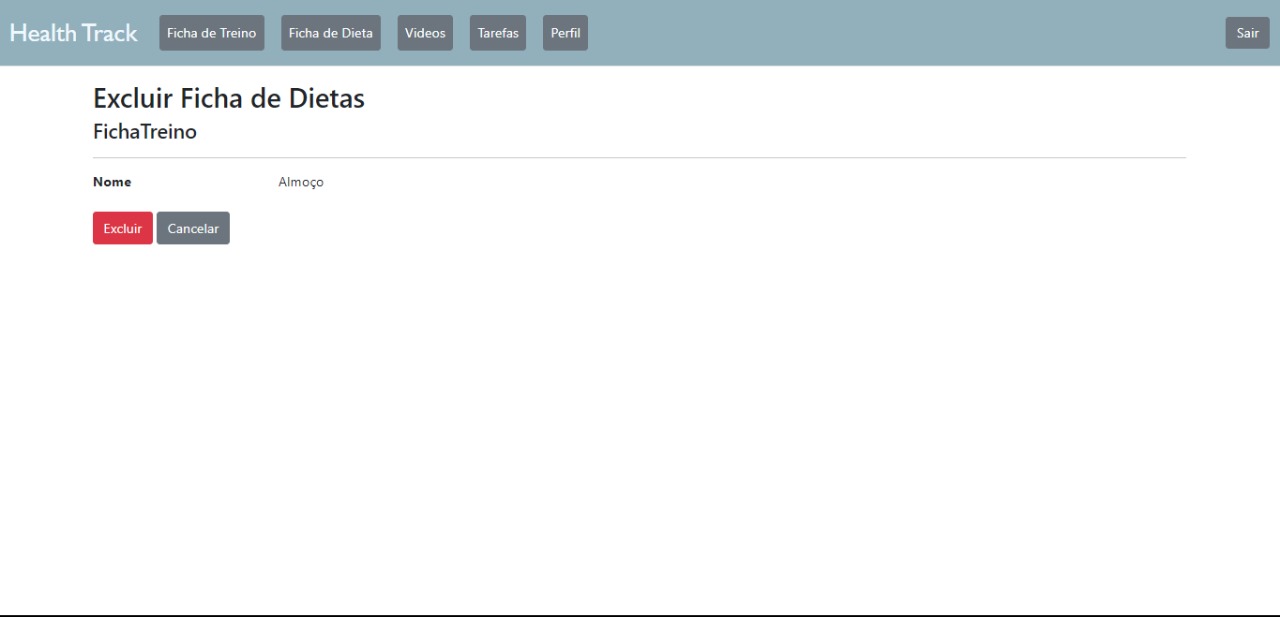 Health Track Ficha de Treino Ficha de Dieta Videos Tarefas Perfil Sair
Excluir Ficha de Dietas
FichaTreino
Nome Almoço
Excluir Cancelar